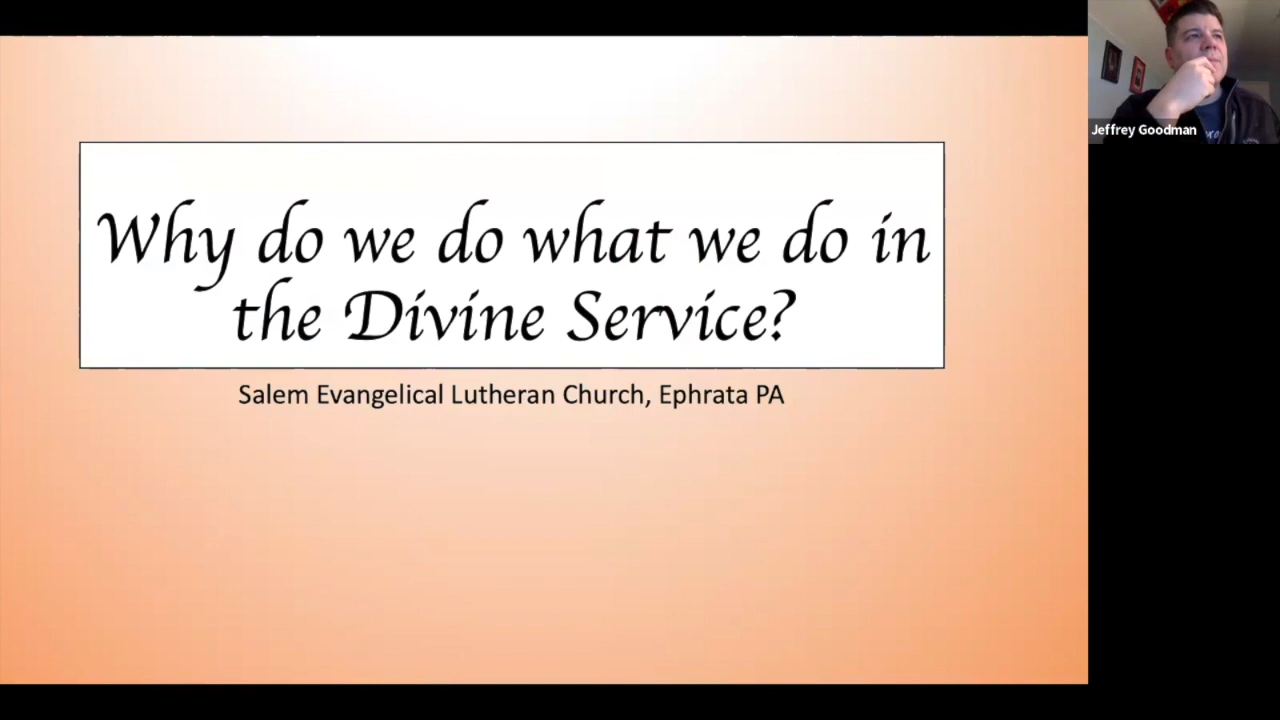 Why do we do what we do in
the Divine Service?
Salem Evangelical Lutheran Church, Ephrata PA
Jeffrey Goodman